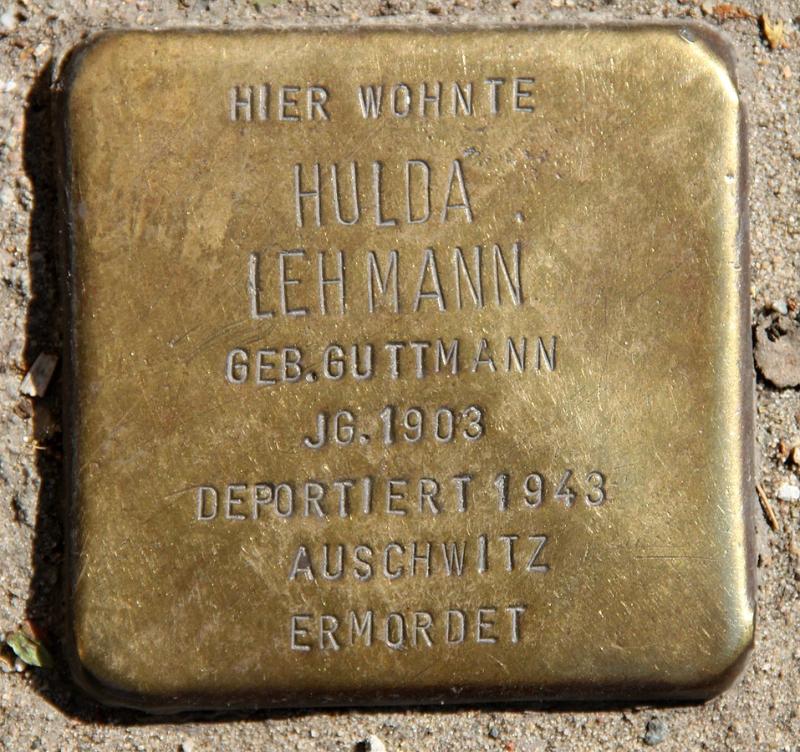 HIER WOHNTE
HULDA
LEHMANN
GEB. GUTTMANN
JG. 1903
DEPORTIERT 1943
AUSCHWITZ
ERMORDET